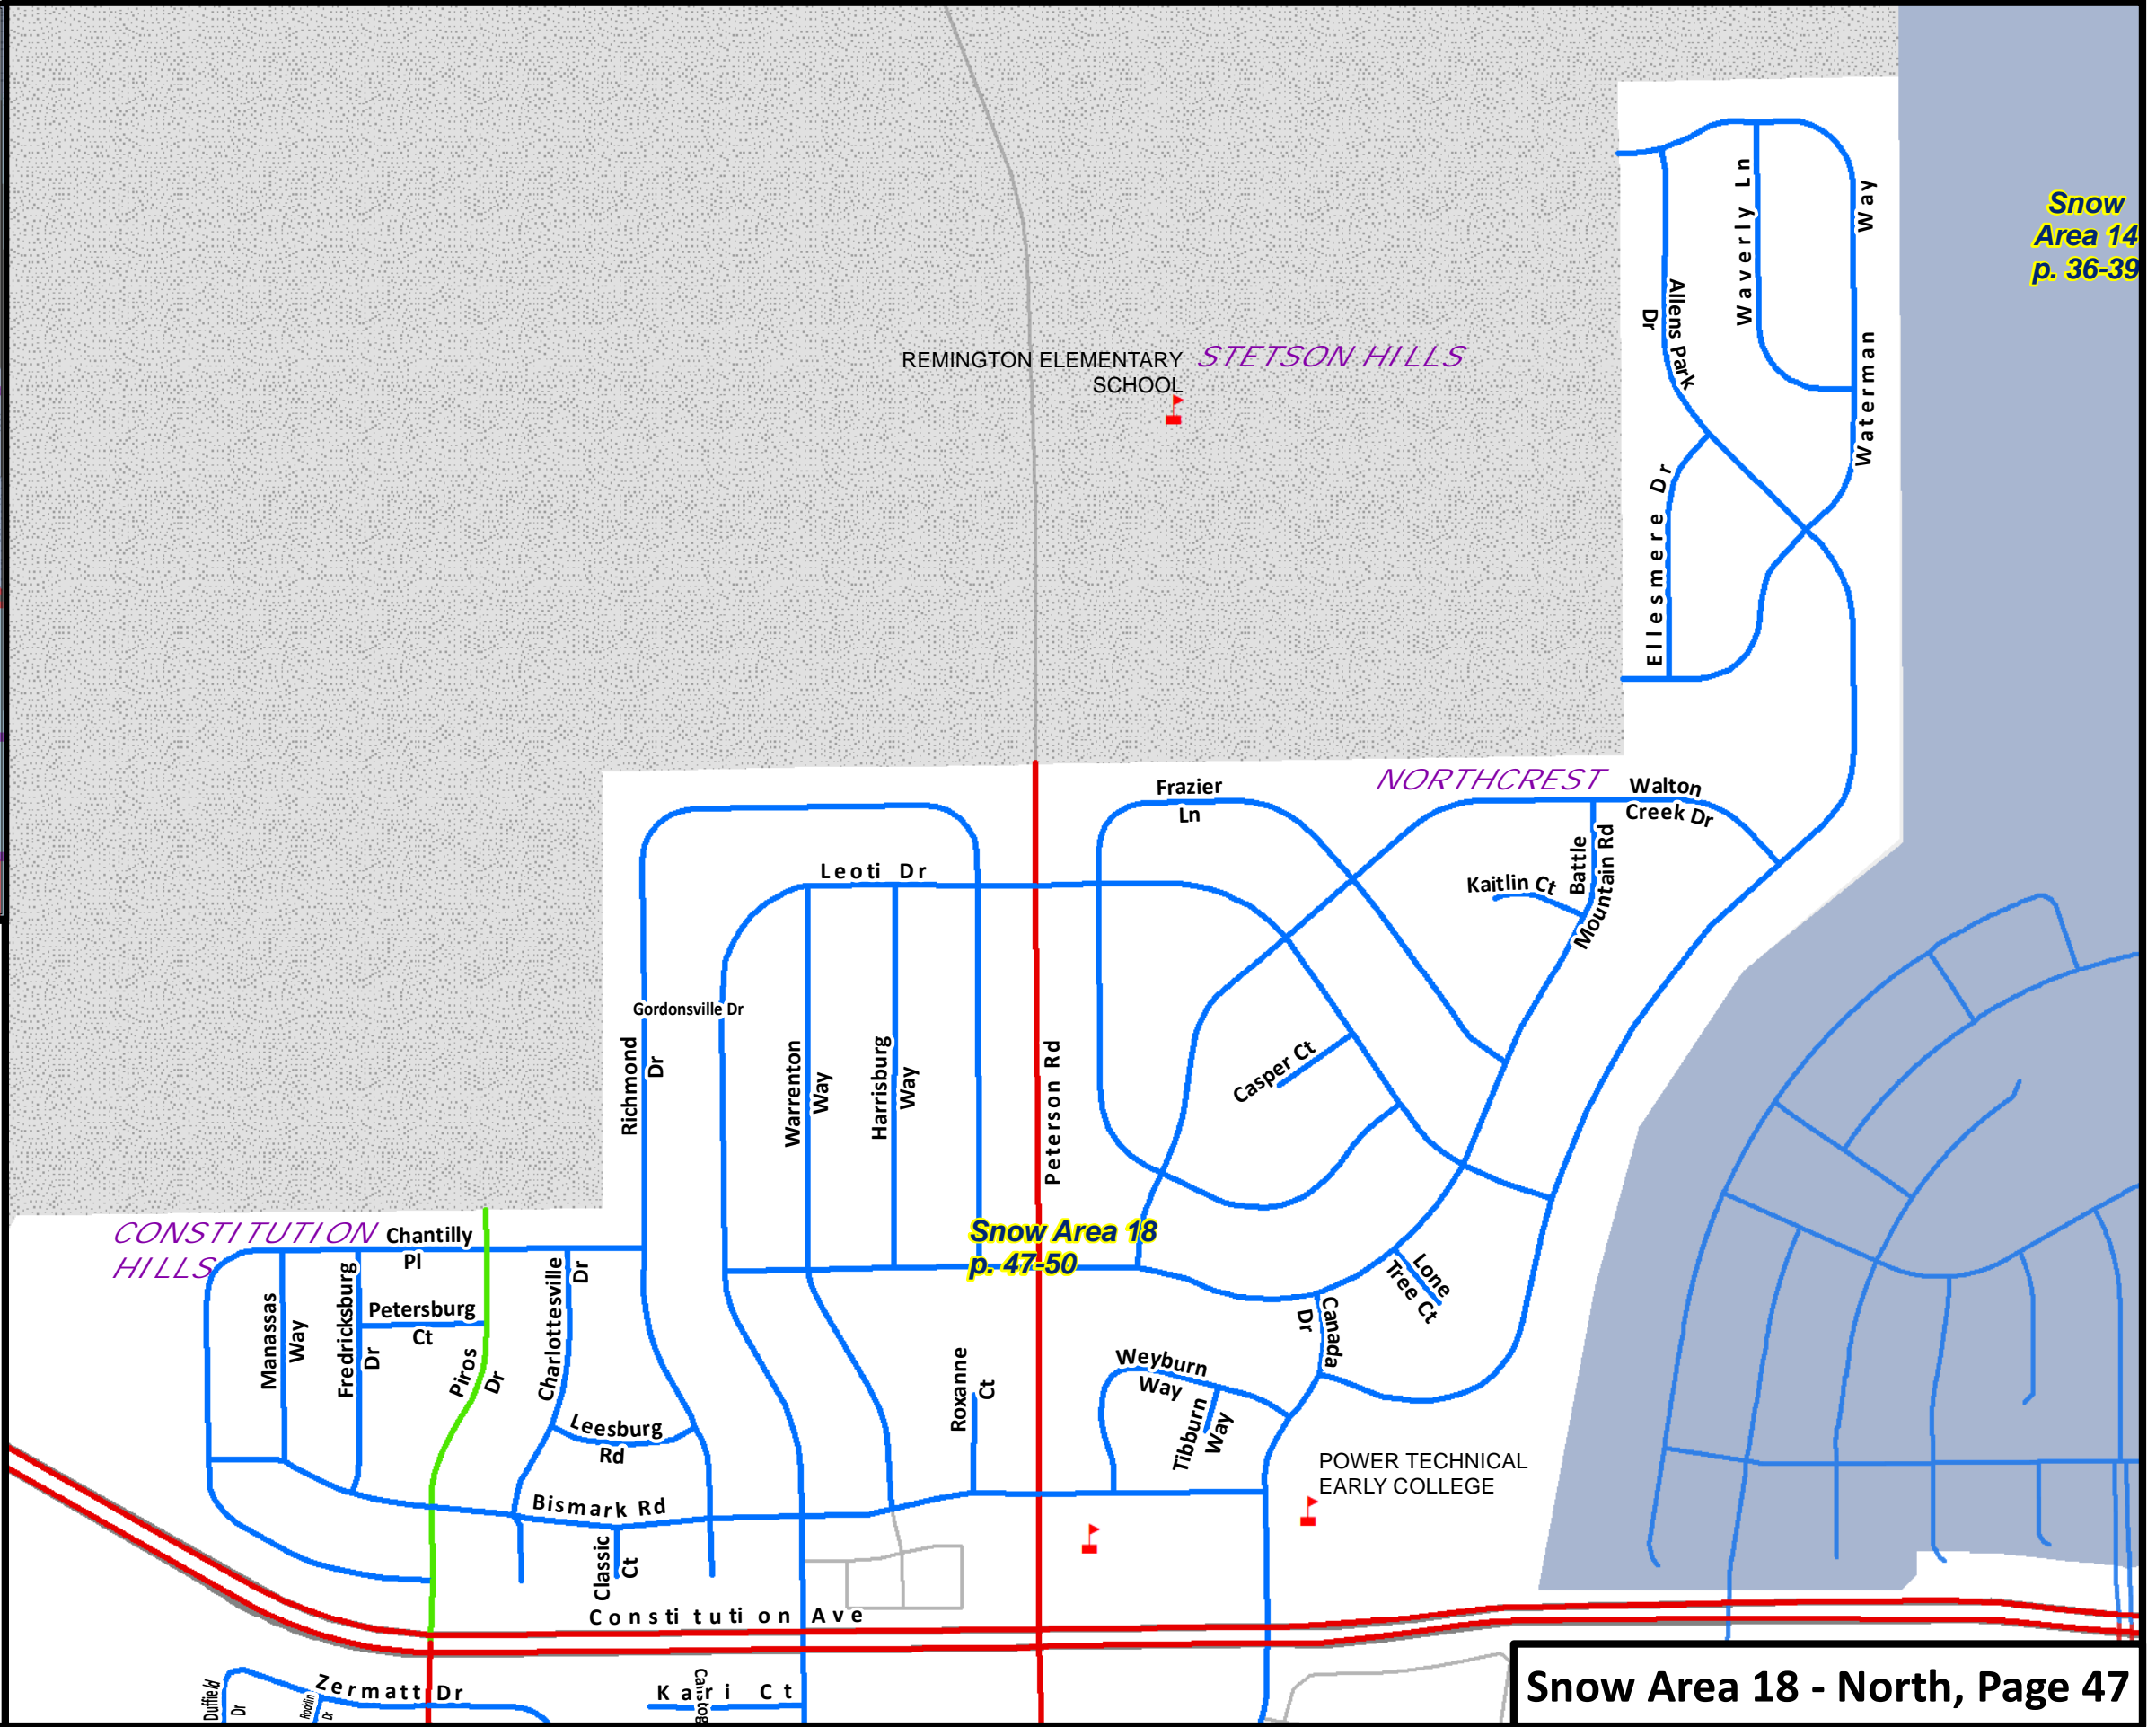 Snow
Area 14
p. 36-39
Waverly Ln
Way
Waterman
Allens Park
Dr
REMINGTON ELEMENTARY
SCHOOL
STETSON HILLS
Ellesmere Dr
NORTHCREST
Walton
Creek Dr
Frazier
Ln
Battle
Mountain Rd
Kaitlin Ct
Leoti Dr
Gordonsville Dr
Richmond
Dr
Warrenton
Way
Harrisburg
Way
Peterson Rd
Casper Ct
CONSTITUTION
HILLS
Chantilly
Pl
Snow Area 18
p. 47-50
Manassas
Way
Fredricksburg
Dr
Petersburg
Ct
Piros
Dr
Charlottesville
Dr
Lone
Tree Ct
Canada
Dr
Leesburg
Rd
Roxanne
Ct
Weyburn
Way
Tibburn
Way
POWER TECHNICAL
EARLY COLLEGE
Bismark Rd
Classic
Ct
Constitution Ave
Duffield
Dr
Rocklin
Dr
Zermatt Dr
Kari Ct
Snow Area 18 - North, Page 47